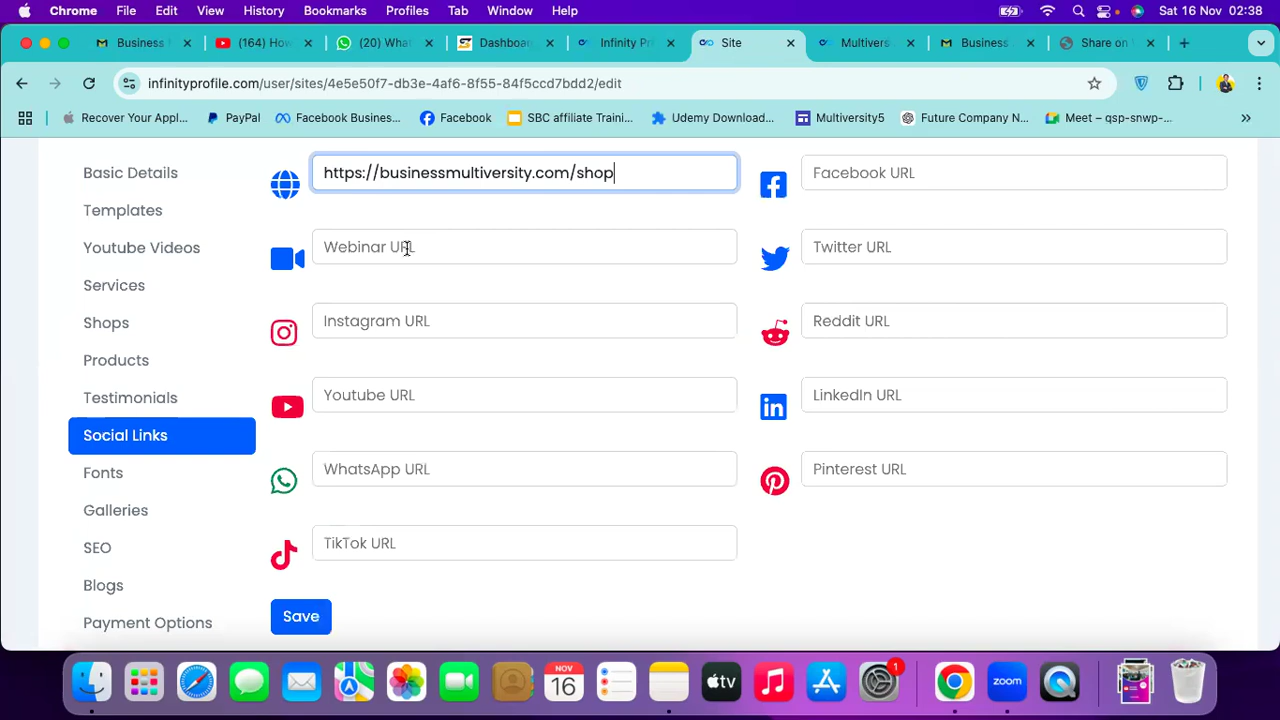 Chrome File Edit View History Bookmarks Profiles Tab Window Help Sat 16 Nov 02:38
Business (164) How (20) What Dashboar Infinity Pr Site Multivers Business Share on
infinityprofile.com/user/sites/4e5e50f7-db3e-4af6-8f55-84f5ccd7bdd2/edit
Recover Your Appl... PayPal Facebook Business... Facebook SBC affiliate Traini... Udemy Download... Multiversity5 Future Company N... Meet – qsp-snwp-... »
Basic Details
https://businessmultiversity.com/shop
Facebook URL
Templates
Youtube Videos
Webinar URL
Twitter URL
Services
Shops
Instagram URL
Reddit URL
Products
Testimonials
Youtube URL
LinkedIn URL
Social Links
Fonts
WhatsApp URL
Pinterest URL
Galleries
SEO
TikTok URL
Blogs
Payment Options
Save
NOV
16
tv
1
zoom